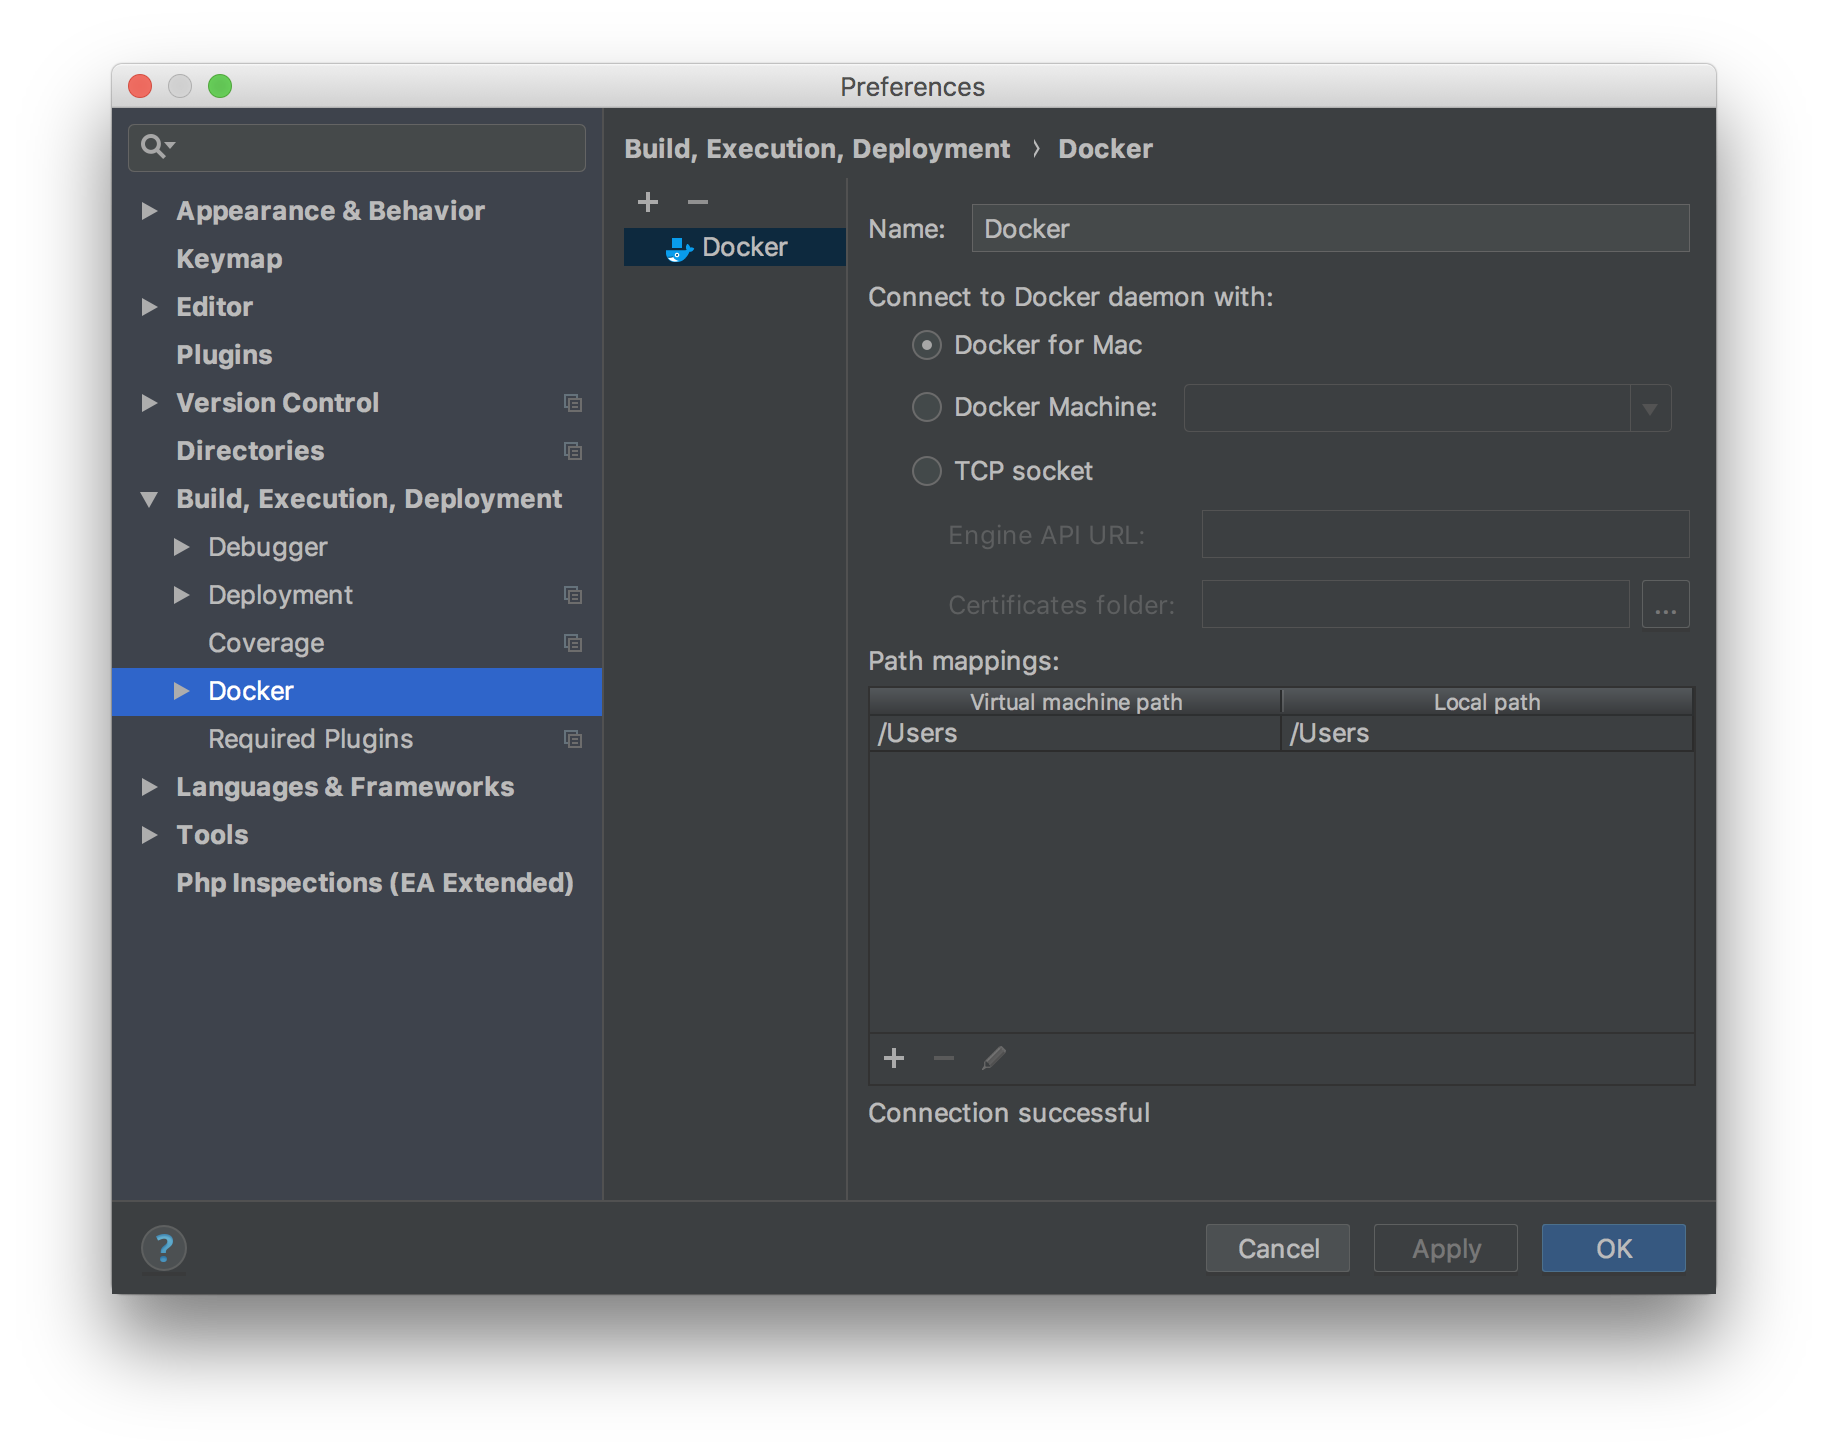 Preferences
Appearance & Behavior
Keymap
Editor
Plugins
Version Control
Directories
Build, Execution, Deployment
Debugger
Deployment
Coverage
Docker
Required Plugins
Languages & Frameworks
Tools
Php Inspections (EA Extended)
Build, Execution, Deployment › Docker
Docker
Name: Docker
Connect to Docker daemon with:
Docker for Mac
Docker Machine:
TCP socket
Engine API URL:
Certificates folder: ...
Path mappings:
Virtual machine path Local path
/Users /Users
Connection successful
? Cancel Apply OK